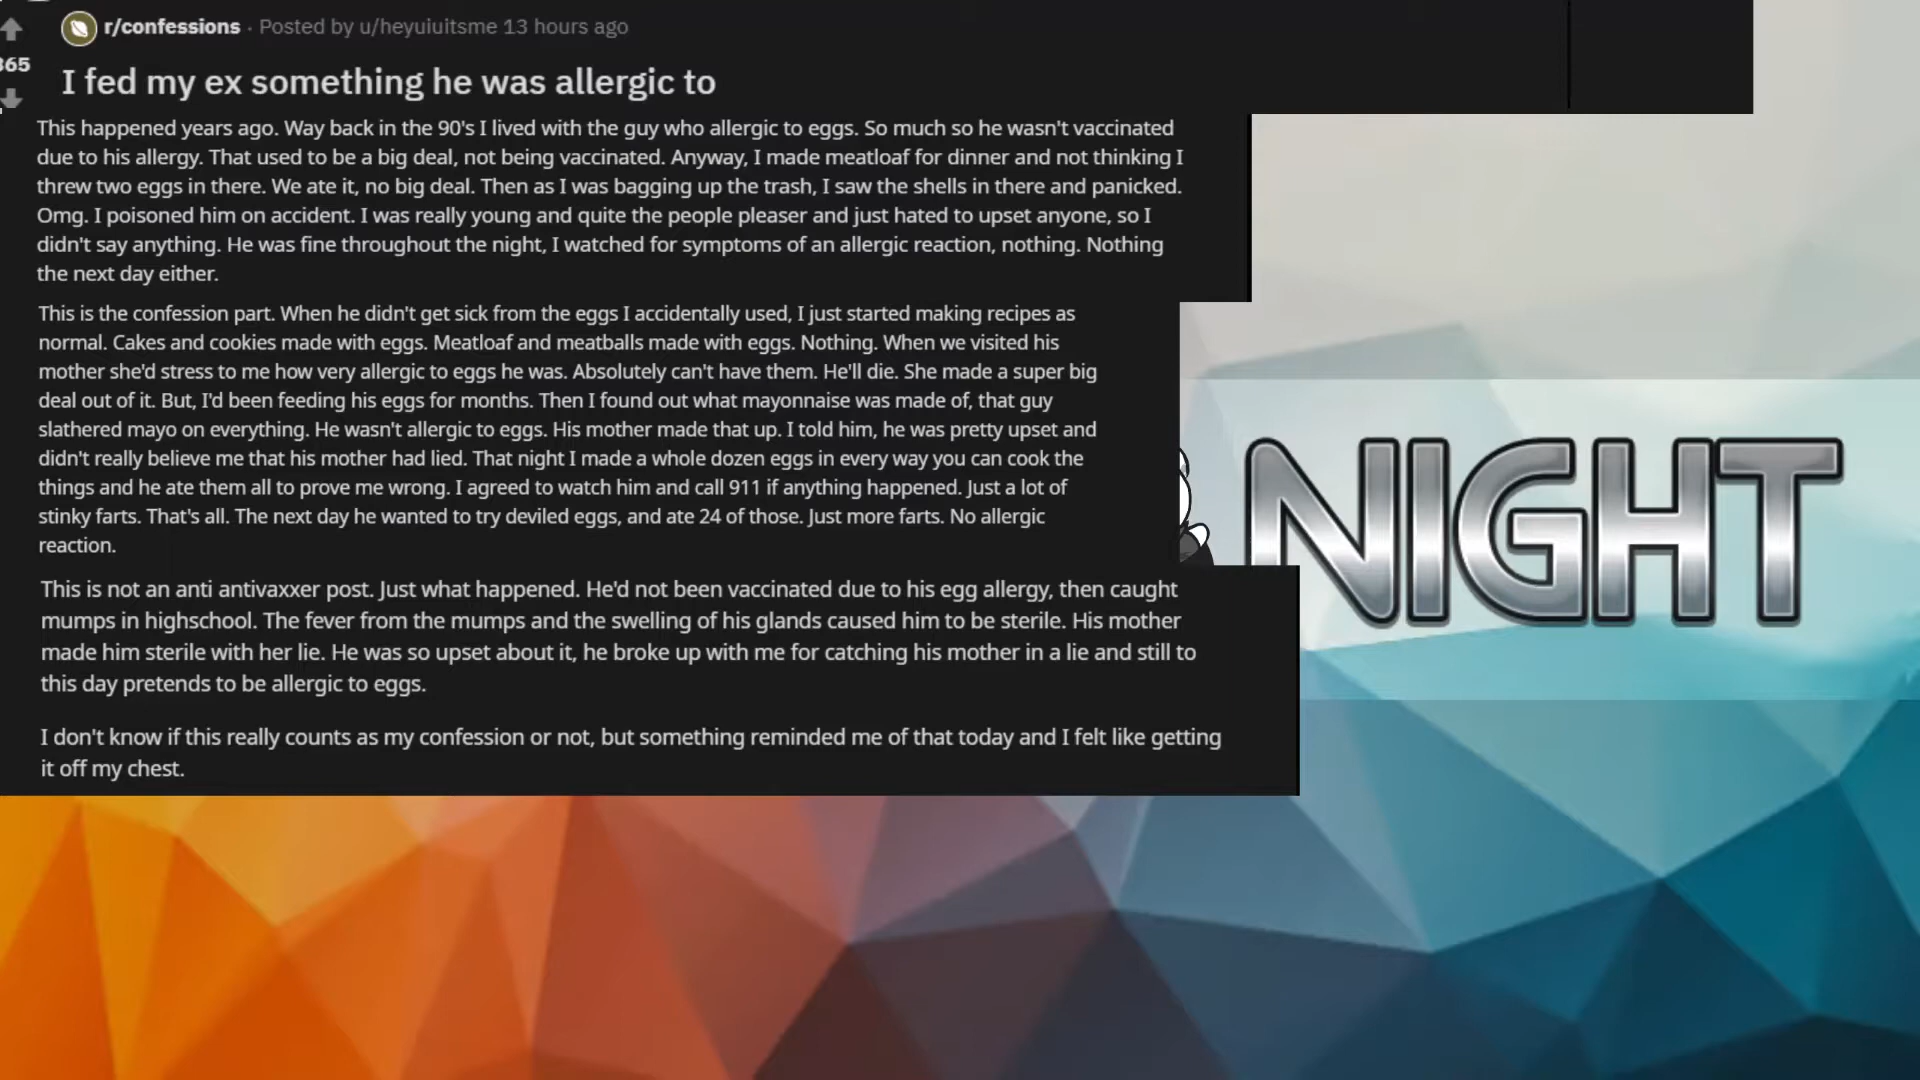 r/confessions · Posted by u/heyuiuitsme 13 hours ago
365
I fed my ex something he was allergic to
This happened years ago. Way back in the 90's I lived with the guy who allergic to eggs. So much so he wasn't vaccinated
due to his allergy. That used to be a big deal, not being vaccinated. Anyway, I made meatloaf for dinner and not thinking I
threw two eggs in there. We ate it, no big deal. Then as I was bagging up the trash, I saw the shells in there and panicked.
Omg. I poisoned him on accident. I was really young and quite the people pleaser and just hated to upset anyone, so I
didn't say anything. He was fine throughout the night, I watched for symptoms of an allergic reaction, nothing. Nothing
the next day either.
This is the confession part. When he didn't get sick from the eggs I accidentally used, I just started making recipes as
normal. Cakes and cookies made with eggs. Meatloaf and meatballs made with eggs. Nothing. When we visited his
mother she'd stress to me how very allergic to eggs he was. Absolutely can't have them. He'll die. She made a super big
deal out of it. But, I'd been feeding his eggs for months. Then I found out what mayonnaise was made of, that guy
slathered mayo on everything. He wasn't allergic to eggs. His mother made that up. I told him, he was pretty upset and
didn't really believe me that his mother had lied. That night I made a whole dozen eggs in every way you can cook the
things and he ate them all to prove me wrong. I agreed to watch him and call 911 if anything happened. Just a lot of
stinky farts. That's all. The next day he wanted to try deviled eggs, and ate 24 of those. Just more farts. No allergic
reaction.
NIGHT
This is not an anti antivaxxer post. Just what happened. He'd not been vaccinated due to his egg allergy, then caught
mumps in highschool. The fever from the mumps and the swelling of his glands caused him to be sterile. His mother
made him sterile with her lie. He was so upset about it, he broke up with me for catching his mother in a lie and still to
this day pretends to be allergic to eggs.
I don't know if this really counts as my confession or not, but something reminded me of that today and I felt like getting
it off my chest.